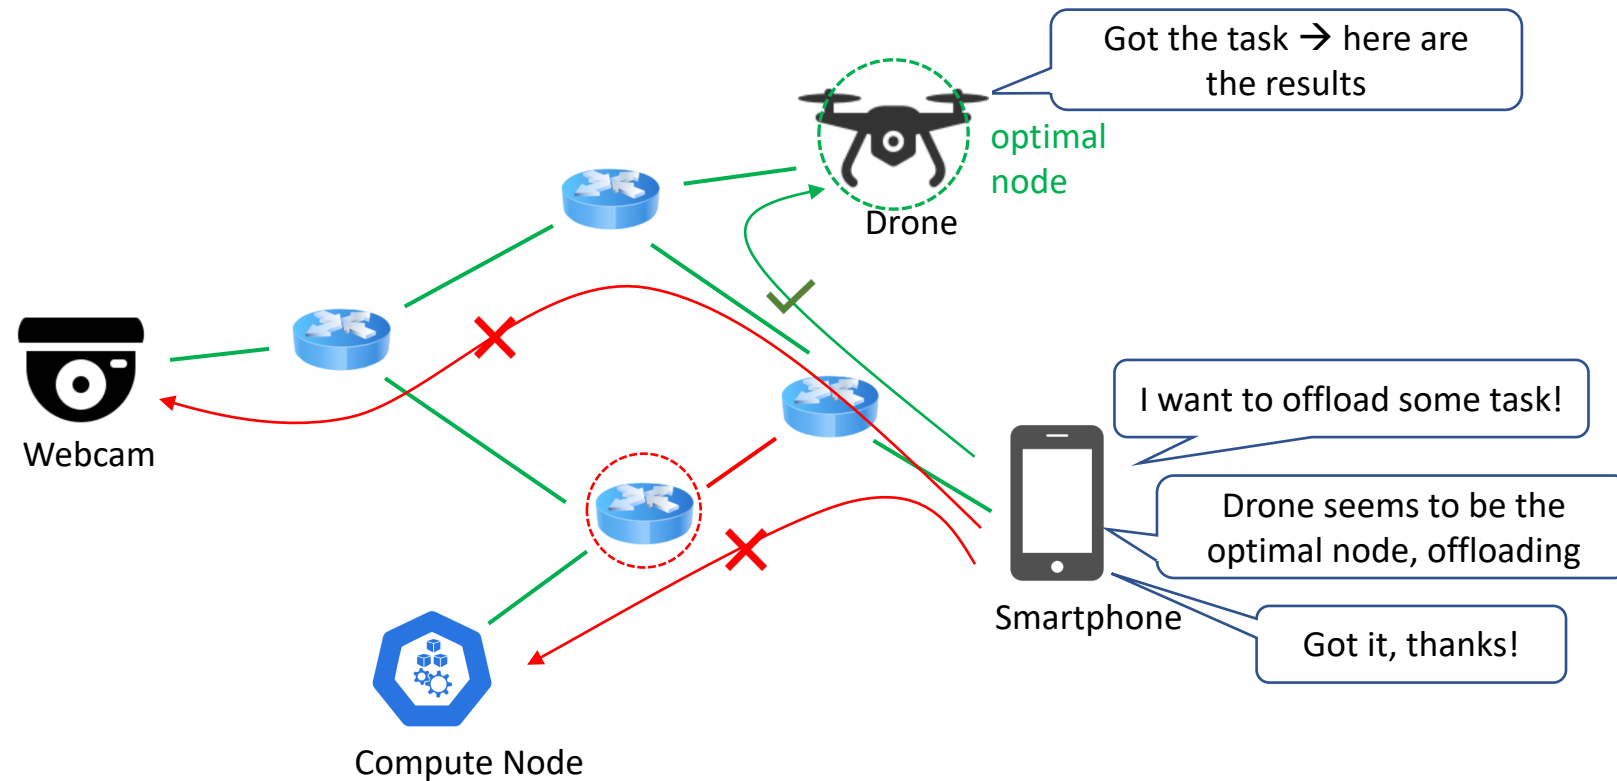 Got the task → here are
the results
optimal
node
Drone
I want to offload some task!
Webcam
Drone seems to be the
optimal node, offloading
Smartphone
Got it, thanks!
Compute Node